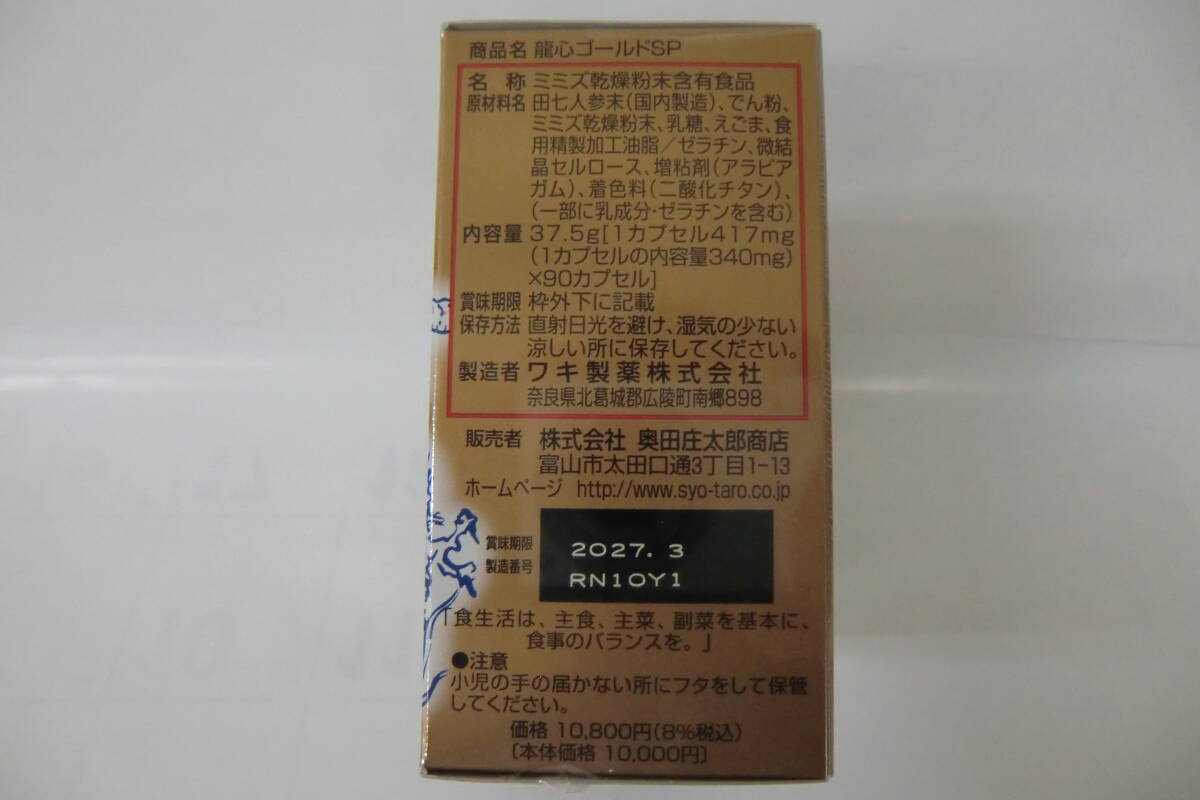 商品名 龍心ゴールドSP
名 称 ミミズ乾燥粉末含有食品
原材料名 田七人参末(国内製造)、でん粉、
ミミズ乾燥粉末、乳糖、えごま、食
用精製加工油脂/ゼラチン、微結
晶セルロース、増粘剤(アラビア
ガム)、着色料(二酸化チタン)、
(一部に乳成分・ゼラチンを含む)
内容量 37.5g[1カプセル417mg
(1カプセルの内容量340mg)
×90カプセル]
賞味期限 枠外下に記載
保存方法 直射日光を避け、湿気の少ない
涼しい所に保存してください。
製造者 ワキ製薬株式会社
奈良県北葛城郡広陵町南郷898
販売者 株式会社 奥田庄太郎商店
富山市太田口通3丁目1-13
ホームページ http://www.syo-taro.co.jp
賞味期限 2027. 3
製造番号 RN10Y1
「食生活は、主食、主菜、副菜を基本に、
食事のバランスを。」
●注意
小児の手の届かない所にフタをして保管
してください。
価格 10,800円(8%税込)
〔本体価格 10,000円〕